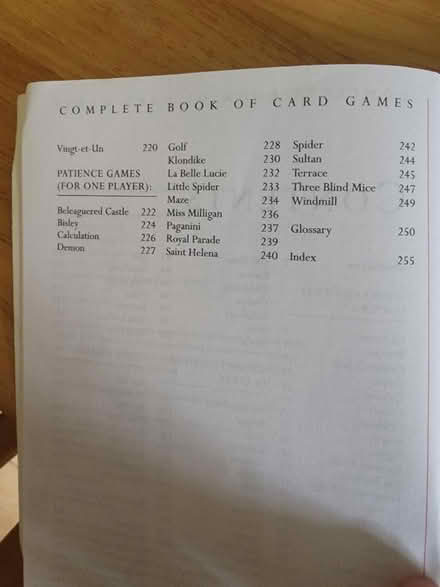 COMPLETE BOOK OF CARD GAMES
Vingt-et-Un 220
PATIENCE GAMES
(FOR ONE PLAYER):
Beleaguered Castle 222
Bisley 224
Calculation 226
Demon 227
Golf 228
Klondike 230
La Belle Lucie 232
Little Spider 233
Maze 234
Miss Milligan 236
Paganini 237
Royal Parade 239
Saint Helena 240
Spider 242
Sultan 244
Terrace 245
Three Blind Mice 247
Windmill 249
Glossary 250
Index 255